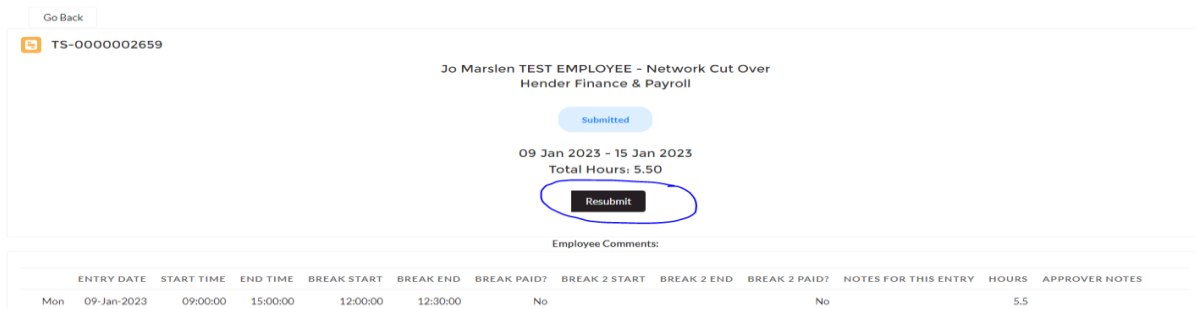 Go Back
TS-0000002659
Jo Marslen TEST EMPLOYEE - Network Cut Over
Hender Finance & Payroll
Submitted
09 Jan 2023 - 15 Jan 2023
Total Hours: 5.50
Resubmit
Employee Comments:
ENTRY DATE START TIME END TIME BREAK START BREAK END BREAK PAID? BREAK 2 START BREAK 2 END BREAK 2 PAID? NOTES FOR THIS ENTRY HOURS APPROVER NOTES
Mon 09-Jan-2023 09:00:00 15:00:00 12:00:00 12:30:00 No No 5.5